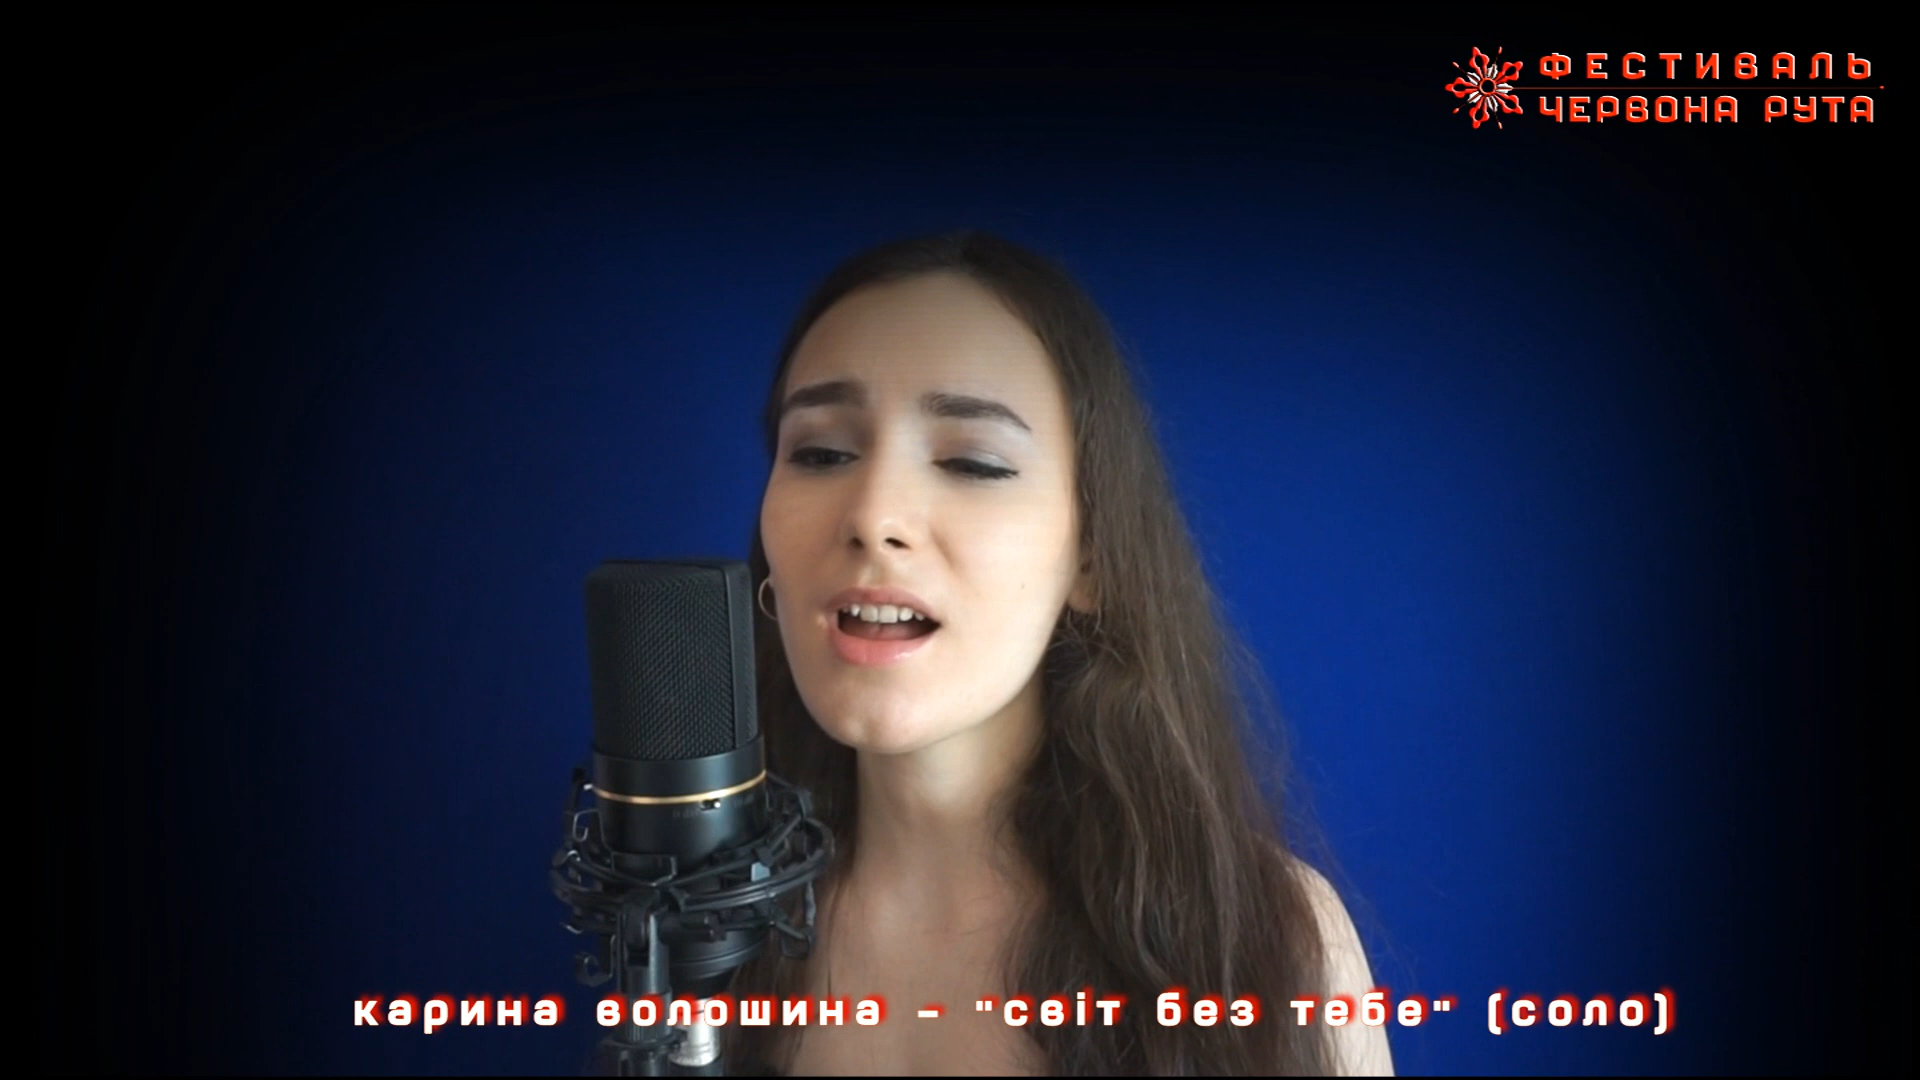 ФЕСТИВАЛЬ
ЧЕРВОНА РУТА
карина волошина - "світ без тебе" (соло)